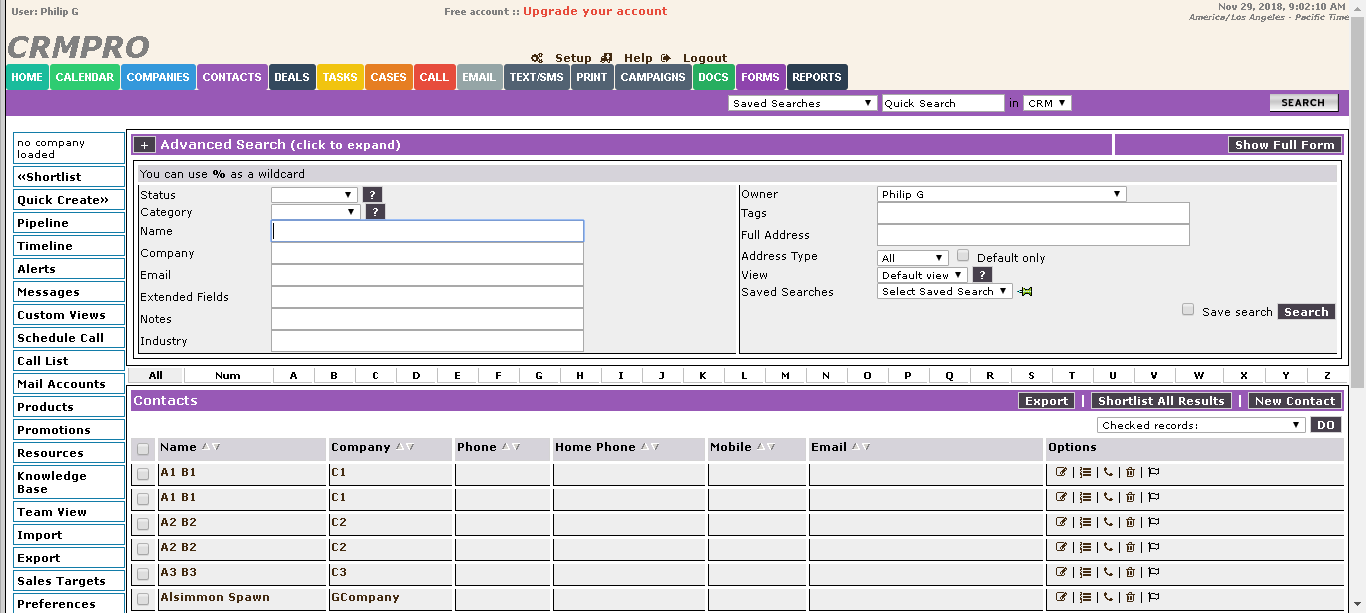 User: Philip G
Free account :: Upgrade your account
Nov 29, 2018, 9:02:10 AM
America/Los Angeles - Pacific Time
CRMPRO
Setup Help Logout
HOME CALENDAR COMPANIES CONTACTS DEALS TASKS CASES CALL EMAIL TEXT/SMS PRINT CAMPAIGNS DOCS FORMS REPORTS
Saved Searches Quick Search in CRM SEARCH
no company
loaded
«Shortlist
Quick Create»
Pipeline
Timeline
Alerts
Messages
Custom Views
Schedule Call
Call List
Mail Accounts
Products
Promotions
Resources
Knowledge
Base
Team View
Import
Export
Sales Targets
Preferences
+ Advanced Search (click to expand) Show Full Form
You can use % as a wildcard
Status ?
Category ?
Name
Company
Email
Extended Fields
Notes
Industry
Owner Philip G
Tags
Full Address
Address Type All Default only
View Default view ?
Saved Searches Select Saved Search
Save search Search
All Num A B C D E F G H I J K L M N O P Q R S T U V W X Y Z
Contacts Export | Shortlist All Results | New Contact
Checked records: DO
Name Company Phone Home Phone Mobile Email Options
A1 B1 C1 | | | |
A1 B1 C1 | | | |
A2 B2 C2 | | | |
A2 B2 C2 | | | |
A3 B3 C3 | | | |
Alsimmon Spawn GCompany | | | |